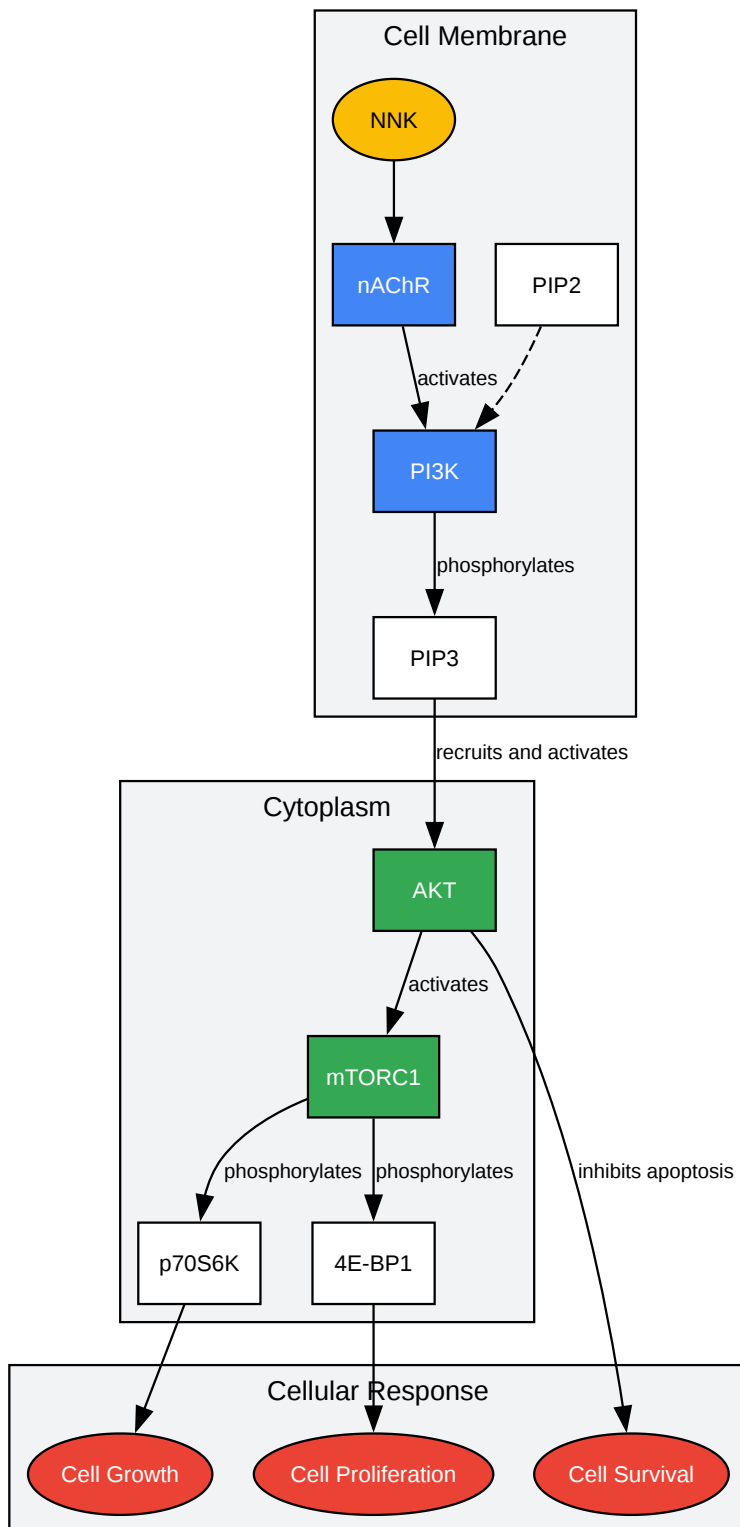 Cell Membrane
NNK
nAChR
PIP2
activates
PI3K
phosphorylates
PIP3
recruits and activates
Cytoplasm
AKT
activates
mTORC1
phosphorylates
phosphorylates
inhibits apoptosis
p70S6K
4E-BP1
Cellular Response
Cell Growth
Cell Proliferation
Cell Survival